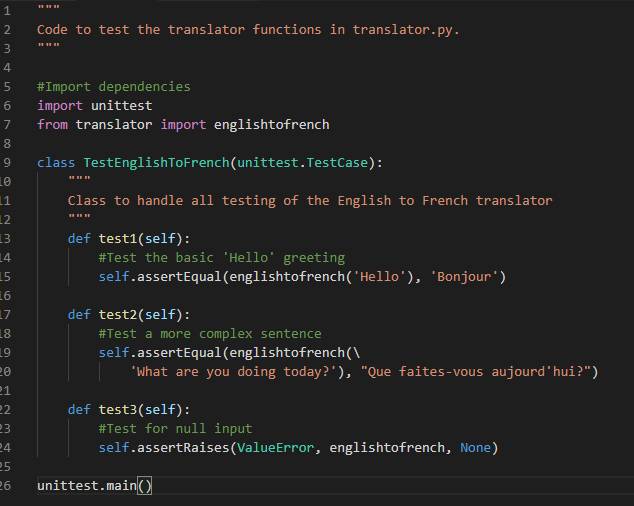 1 """
2 Code to test the translator functions in translator.py.
3 """
4
5 #Import dependencies
6 import unittest
7 from translator import englishtofrench
8
9 class TestEnglishToFrench(unittest.TestCase):
10     """
11     Class to handle all testing of the English to French translator
12     """
13     def test1(self):
14         #Test the basic 'Hello' greeting
15         self.assertEqual(englishtofrench('Hello'), 'Bonjour')
16
17     def test2(self):
18         #Test a more complex sentence
19         self.assertEqual(englishtofrench(\
20             'What are you doing today?'), "Que faites-vous aujourd'hui?")
21
22     def test3(self):
23         #Test for null input
24         self.assertRaises(ValueError, englishtofrench, None)
25
26 unittest.main()